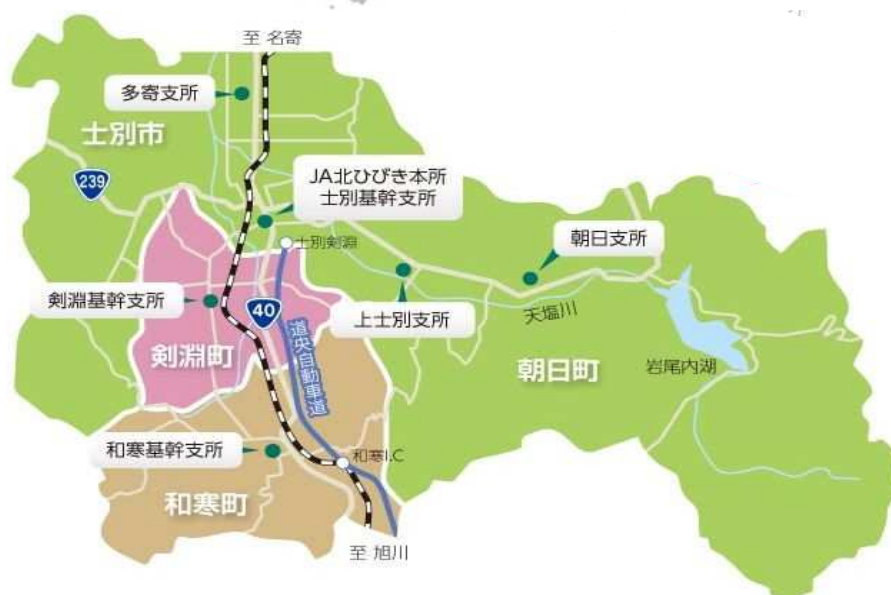 至 名寄
多寄支所
士別市
239
JA北ひびき本所
士別基幹支所
士別剣淵
朝日支所
剣淵基幹支所
40
上士別支所
天塩川
道央自動車道
剣淵町
朝日町
岩尾内湖
和寒基幹支所
和寒I.C
和寒町
至 旭川